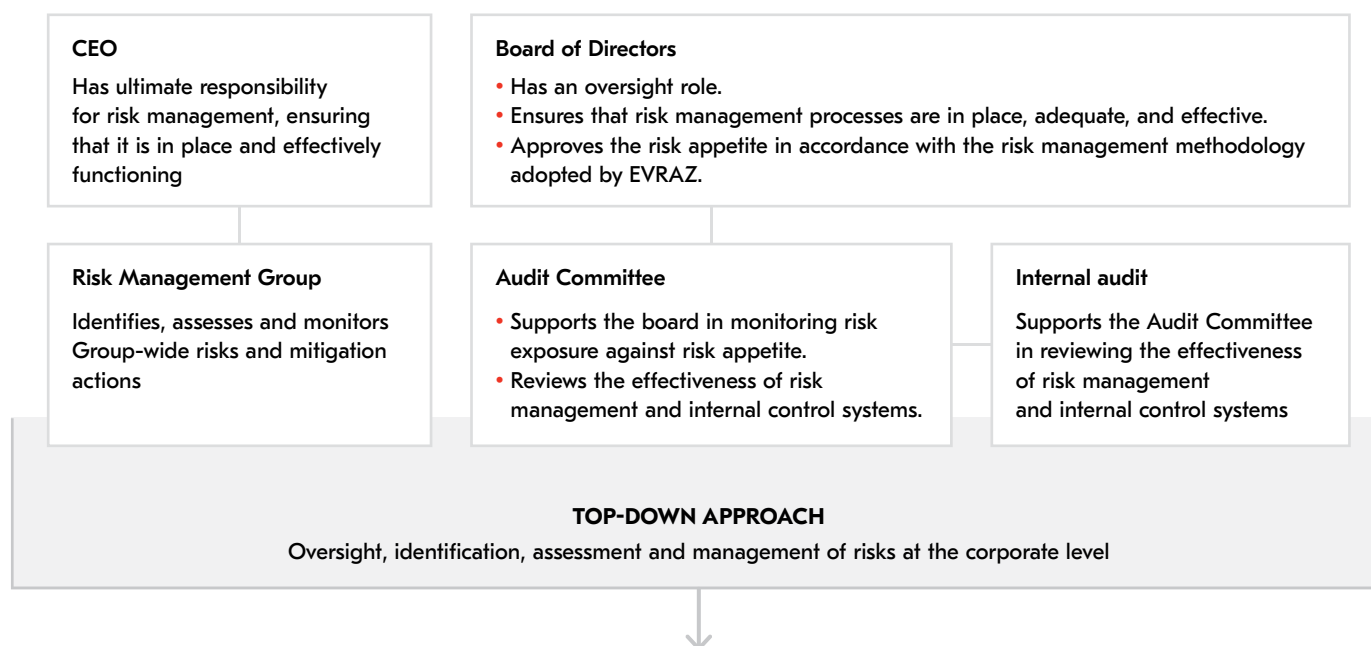 CEO
Has ultimate responsibility
for risk management, ensuring
that it is in place and effectively
functioning
Board of Directors
• Has an oversight role.
• Ensures that risk management processes are in place, adequate, and effective.
• Approves the risk appetite in accordance with the risk management methodology
adopted by EVRAZ.
Risk Management Group
Identifies, assesses and monitors
Group-wide risks and mitigation
actions
Audit Committee
• Supports the board in monitoring risk
exposure against risk appetite.
• Reviews the effectiveness of risk
management and internal control systems.
Internal audit
Supports the Audit Committee
in reviewing the effectiveness
of risk management
and internal control systems
TOP-DOWN APPROACH
Oversight, identification, assessment and management of risks at the corporate level